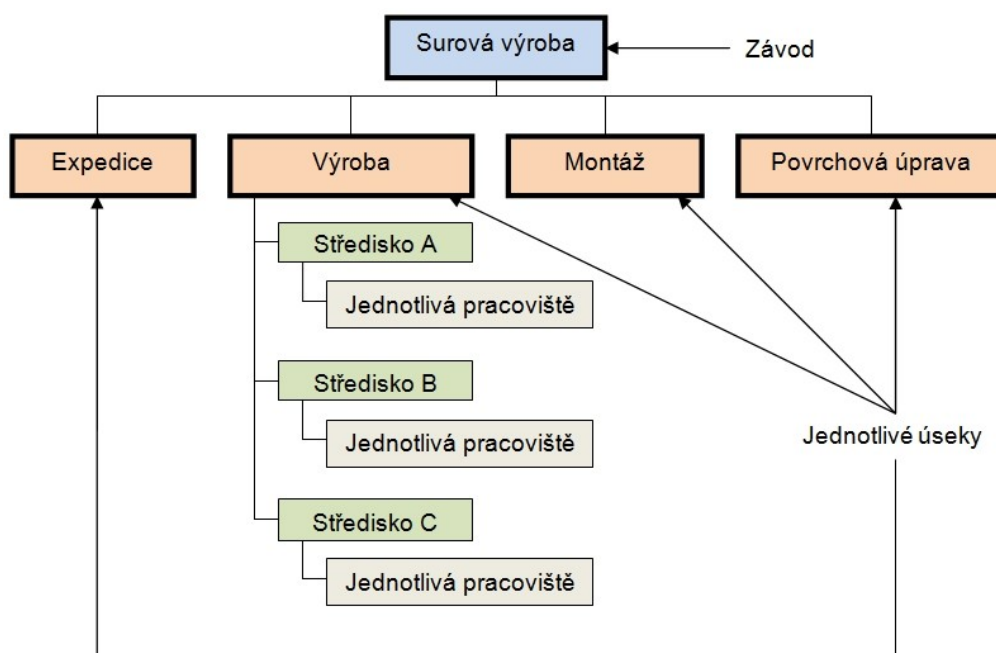 Surová výroba
Závod
Expedice
Výroba
Montáž
Povrchová úprava
Středisko A
Jednotlivá pracoviště
Středisko B
Jednotlivá pracoviště
Jednotlivé úseky
Středisko C
Jednotlivá pracoviště